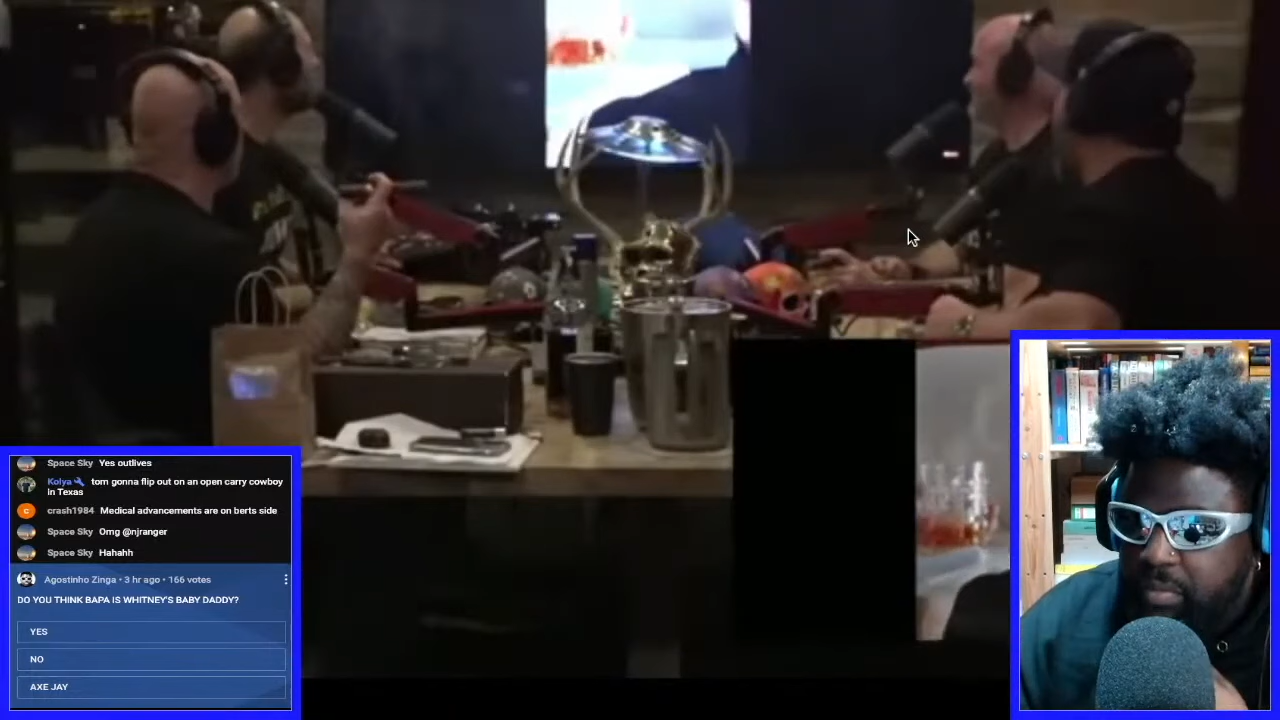 Space Sky Yes outlives
Kolya tom gonna flip out on an open carry cowboy
in Texas
crash1984 Medical advancements are on berts side
Space Sky Omg @njranger
Space Sky Hahahh
Agostinho Zinga • 3 hr ago • 166 votes
DO YOU THINK BAPA IS WHITNEY'S BABY DADDY?
YES
NO
AXE JAY